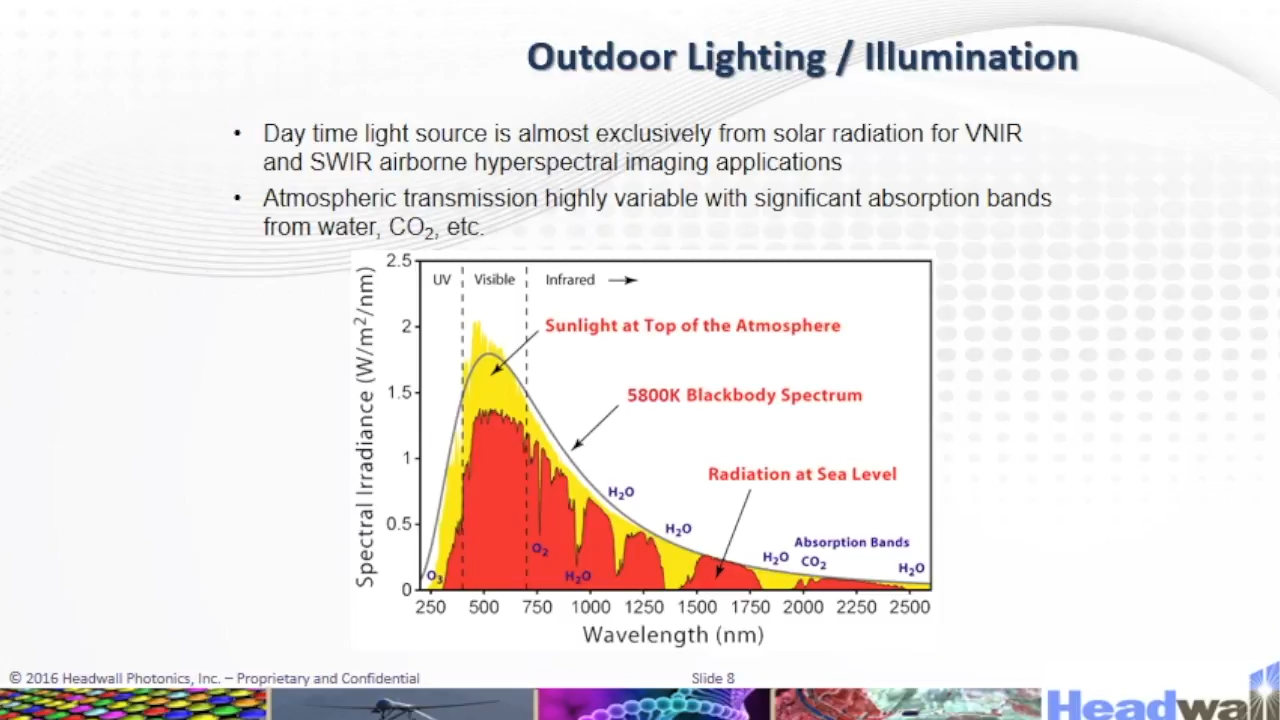 Outdoor Lighting / Illumination
• Day time light source is almost exclusively from solar radiation for VNIR
and SWIR airborne hyperspectral imaging applications
• Atmospheric transmission highly variable with significant absorption bands
from water, CO₂, etc.
UV Visible Infrared
Sunlight at Top of the Atmosphere
5800K Blackbody Spectrum
Radiation at Sea Level
H₂O
H₂O
Absorption Bands
H₂O CO₂ H₂O
O₃ O₂ H₂O
Spectral Irradiance (W/m²/nm)
2.5
2
1.5
1
0.5
0
250 500 750 1000 1250 1500 1750 2000 2250 2500
Wavelength (nm)
© 2016 Headwall Photonics, Inc. – Proprietary and Confidential
Slide 8
Headwall